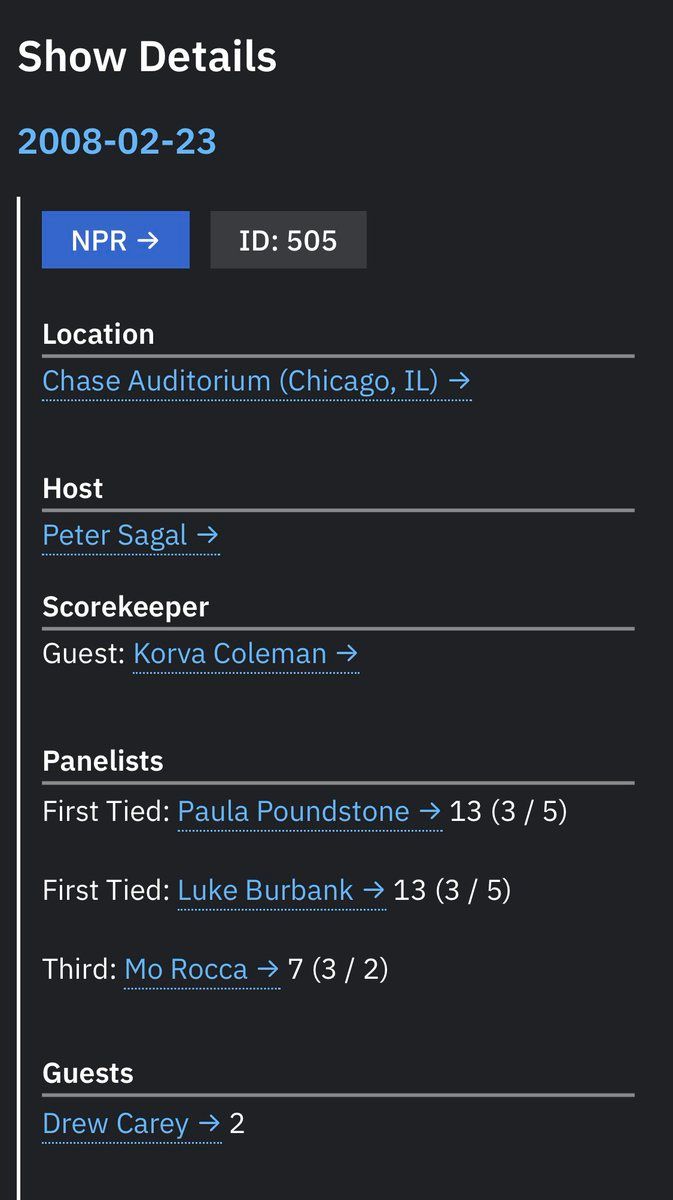 Show Details
2008-02-23
NPR → ID: 505
Location
Chase Auditorium (Chicago, IL) →
Host
Peter Sagal →
Scorekeeper
Guest: Korva Coleman →
Panelists
First Tied: Paula Poundstone → 13 (3 / 5)
First Tied: Luke Burbank → 13 (3 / 5)
Third: Mo Rocca → 7 (3 / 2)
Guests
Drew Carey → 2